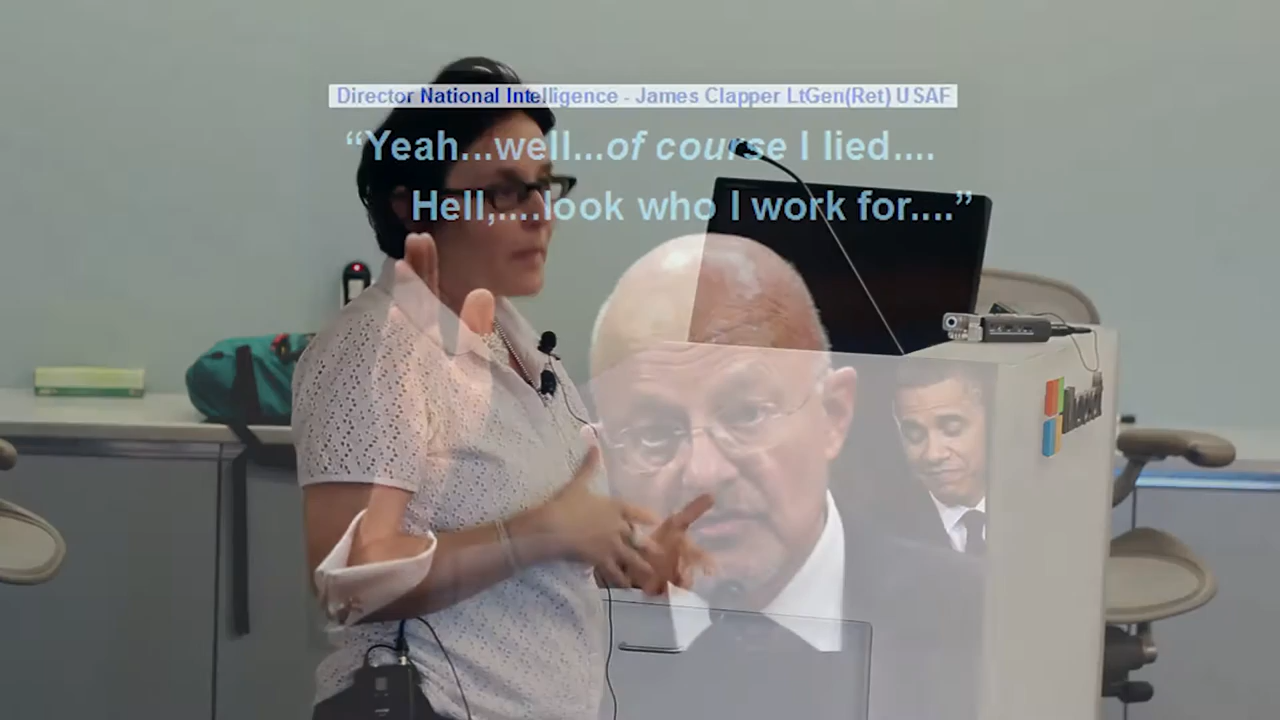 Director National Intelligence - James Clapper LtGen(Ret) USAF
“Yeah...well...of course I lied....
Hell,....look who I work for....”